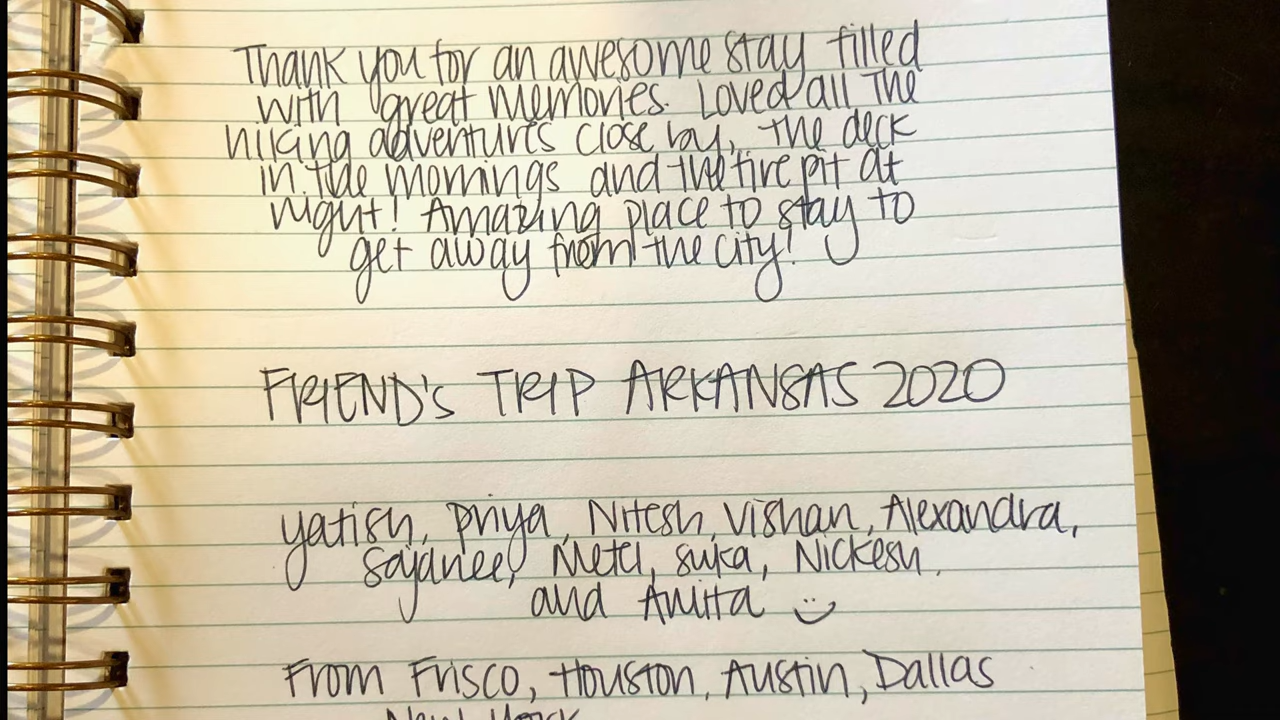 Thank you for an awesome stay filled
with great memories. Loved all the
hiking adventures close by, the deck
in the mornings and the fire pit at
night! Amazing place to stay to
get away from the city!
FRIEND's TRIP ARKANSAS 2020
Yatish, Priya, Nitesh, Vishan, Alexandra,
Sajanee, Metel, Suka, Nickesh,
and Amita
From Frisco, Houston, Austin, Dallas
New York